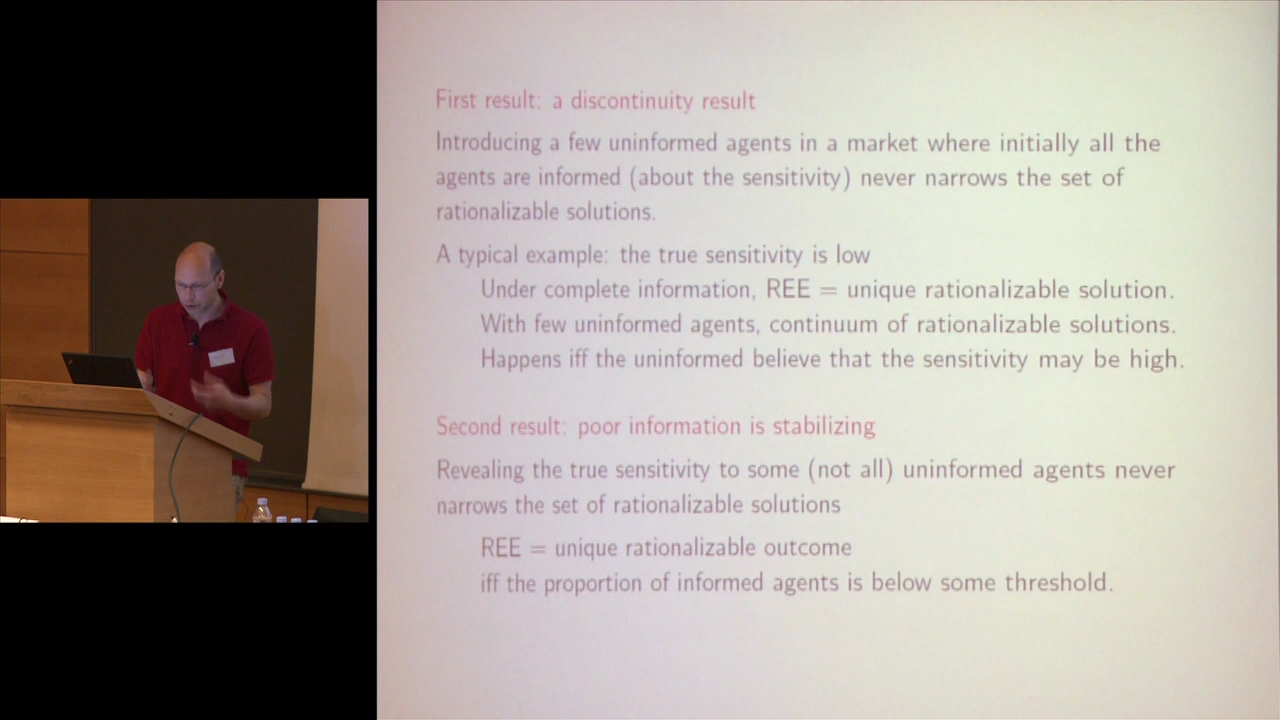 First result: a discontinuity result
Introducing a few uninformed agents in a market where initially all the
agents are informed (about the sensitivity) never narrows the set of
rationalizable solutions.
A typical example: the true sensitivity is low
Under complete information, REE = unique rationalizable solution.
With few uninformed agents, continuum of rationalizable solutions.
Happens iff the uninformed believe that the sensitivity may be high.
Second result: poor information is stabilizing
Revealing the true sensitivity to some (not all) uninformed agents never
narrows the set of rationalizable solutions
REE = unique rationalizable outcome
iff the proportion of informed agents is below some threshold.